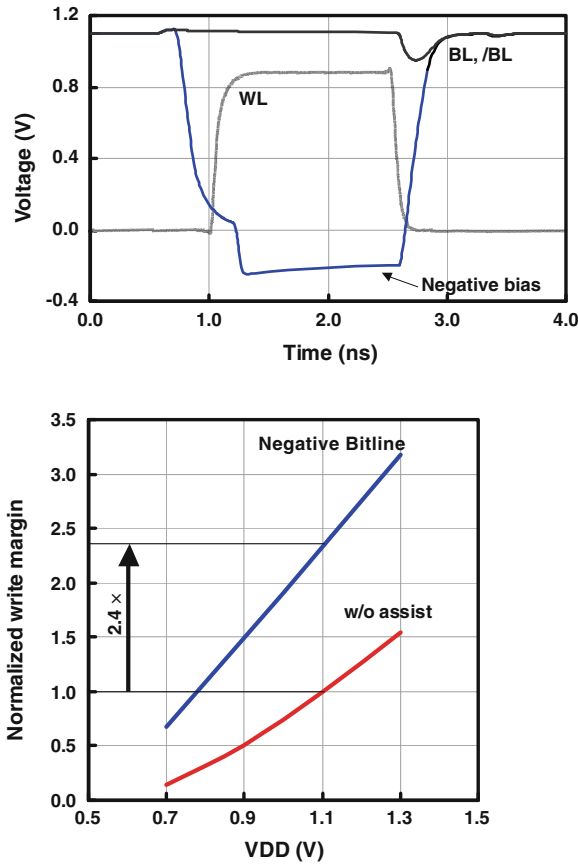 1.2
0.8
0.4
0.0
-0.4
Voltage (V)
BL, /BL
WL
Negative bias
0.0 1.0 2.0 3.0 4.0
Time (ns)
3.5
3.0
2.5
2.0
1.5
1.0
0.5
0.0
Normalized write margin
Negative Bitline
2.4 ×
w/o assist
0.5 0.7 0.9 1.1 1.3 1.5
VDD (V)